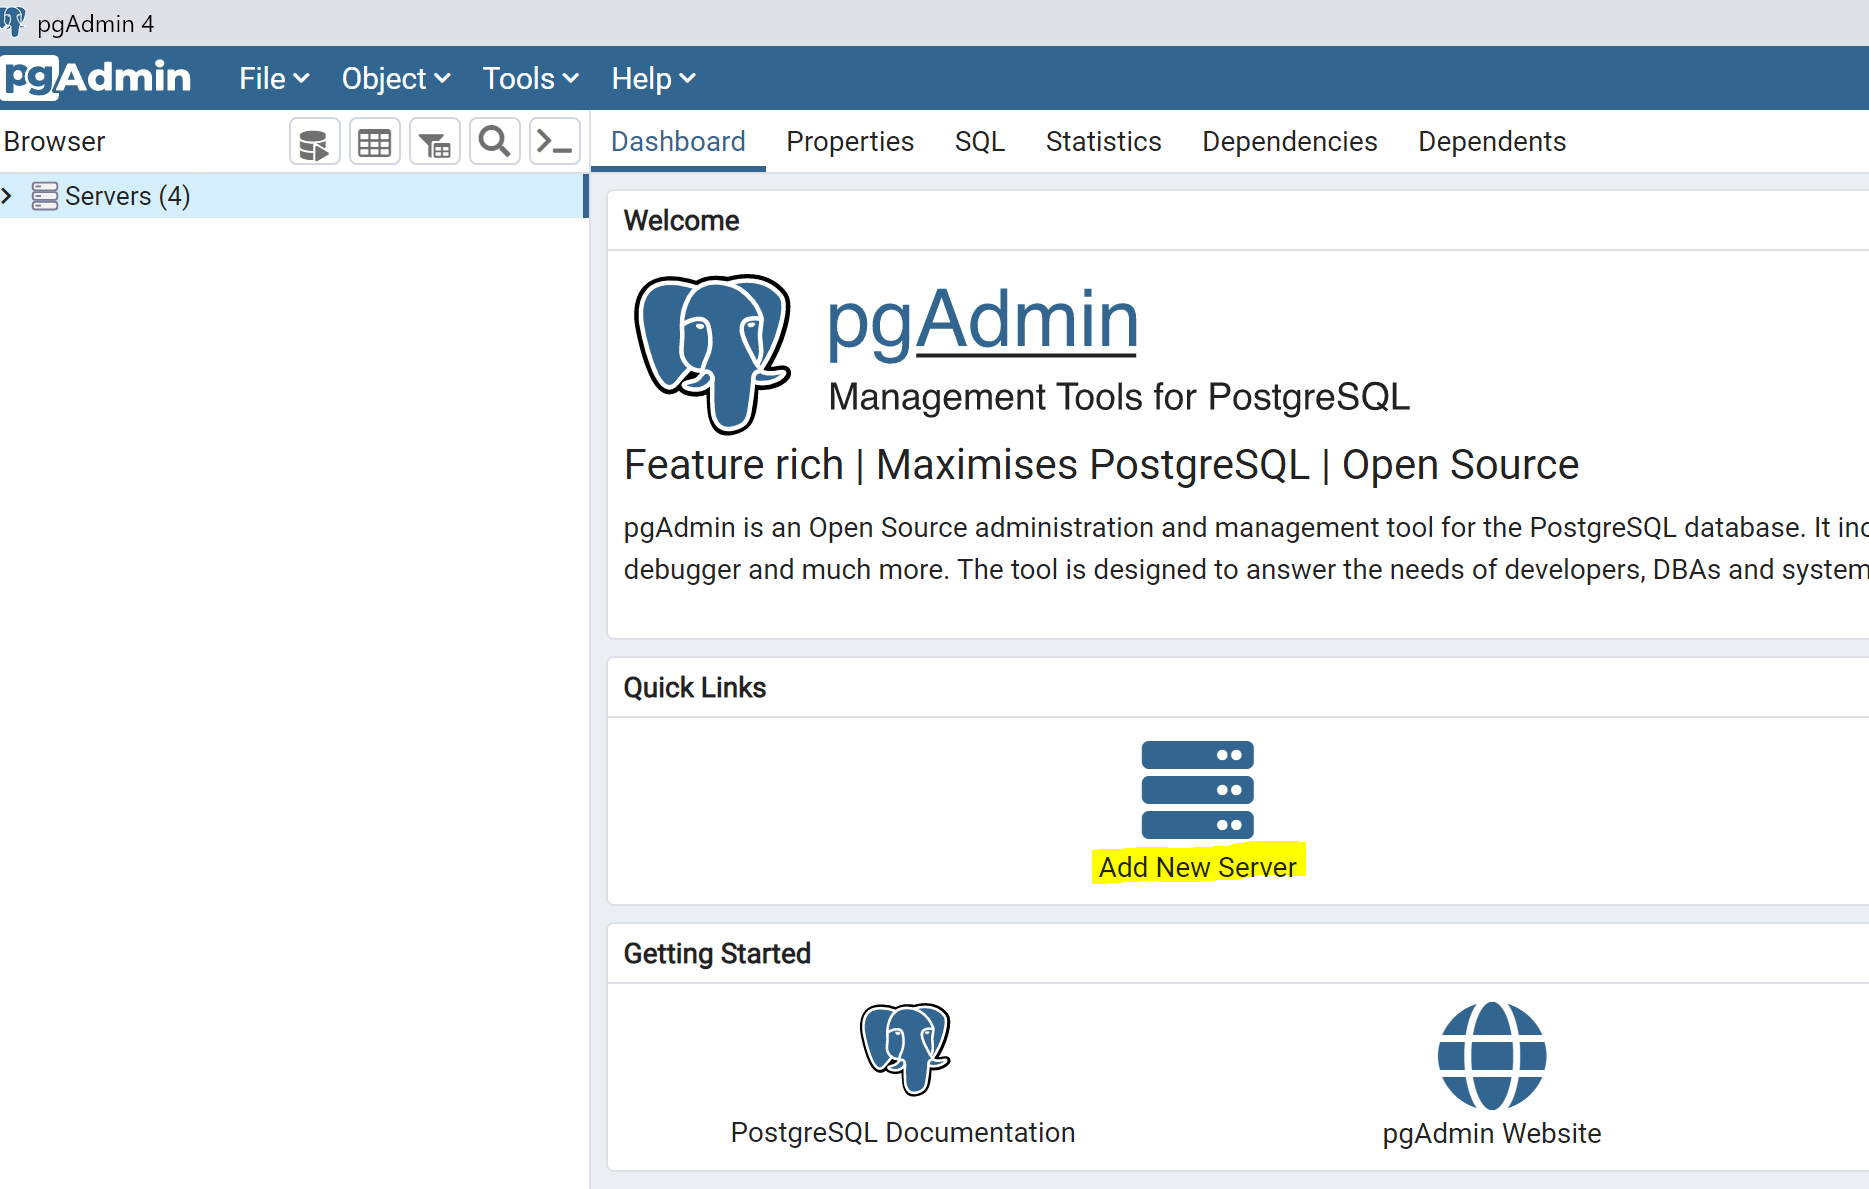 pgAdmin 4
pgAdmin File Object Tools Help
Browser
Dashboard Properties SQL Statistics Dependencies Dependents
Servers (4)
Welcome
pgAdmin
Management Tools for PostgreSQL
Feature rich | Maximises PostgreSQL | Open Source
pgAdmin is an Open Source administration and management tool for the PostgreSQL database. It inc
debugger and much more. The tool is designed to answer the needs of developers, DBAs and system
Quick Links
Add New Server
Getting Started
PostgreSQL Documentation
pgAdmin Website